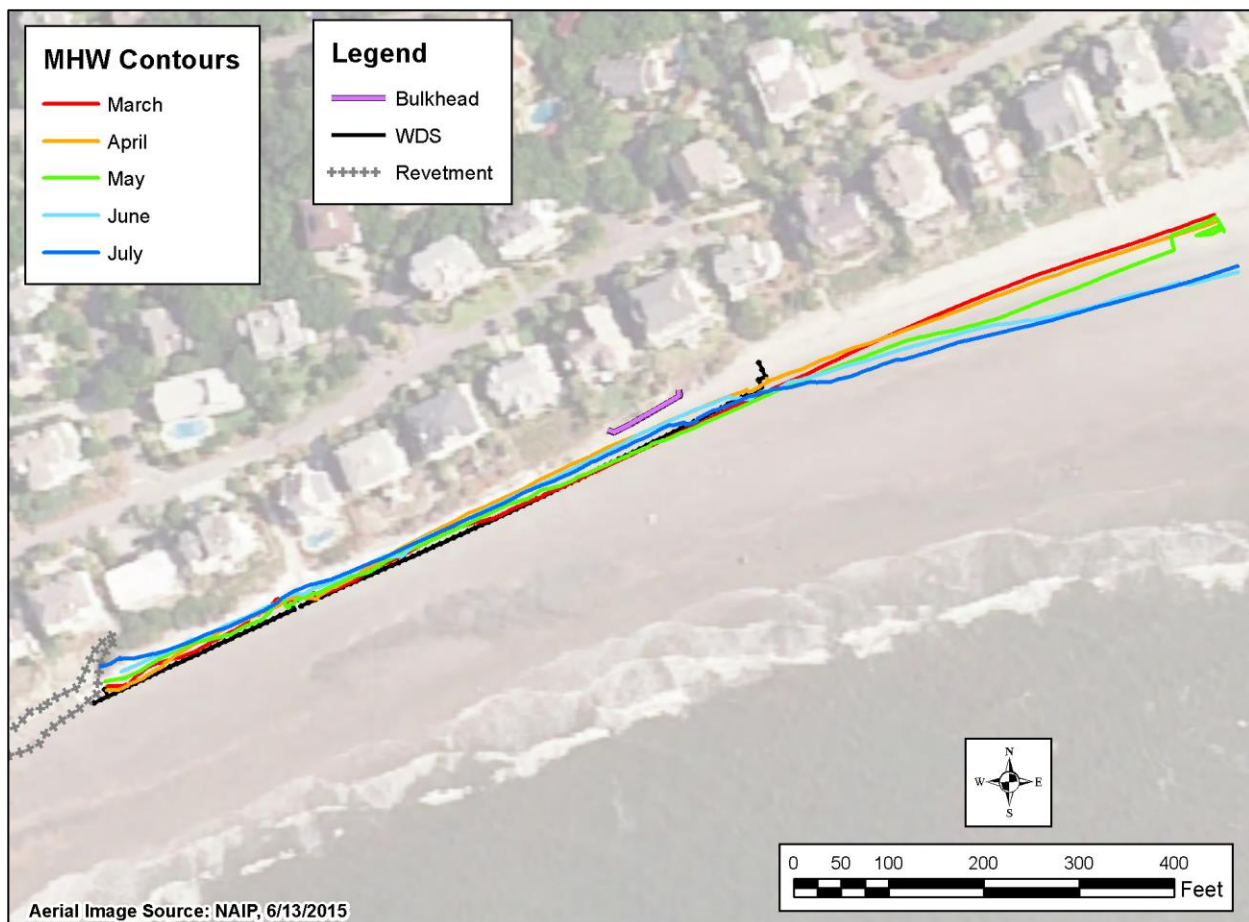 MHW Contours
March
April
May
June
July
Legend
Bulkhead
WDS
Revetment
N
W E
S
0 50 100 200 300 400
Feet
Aerial Image Source: NAIP, 6/13/2015